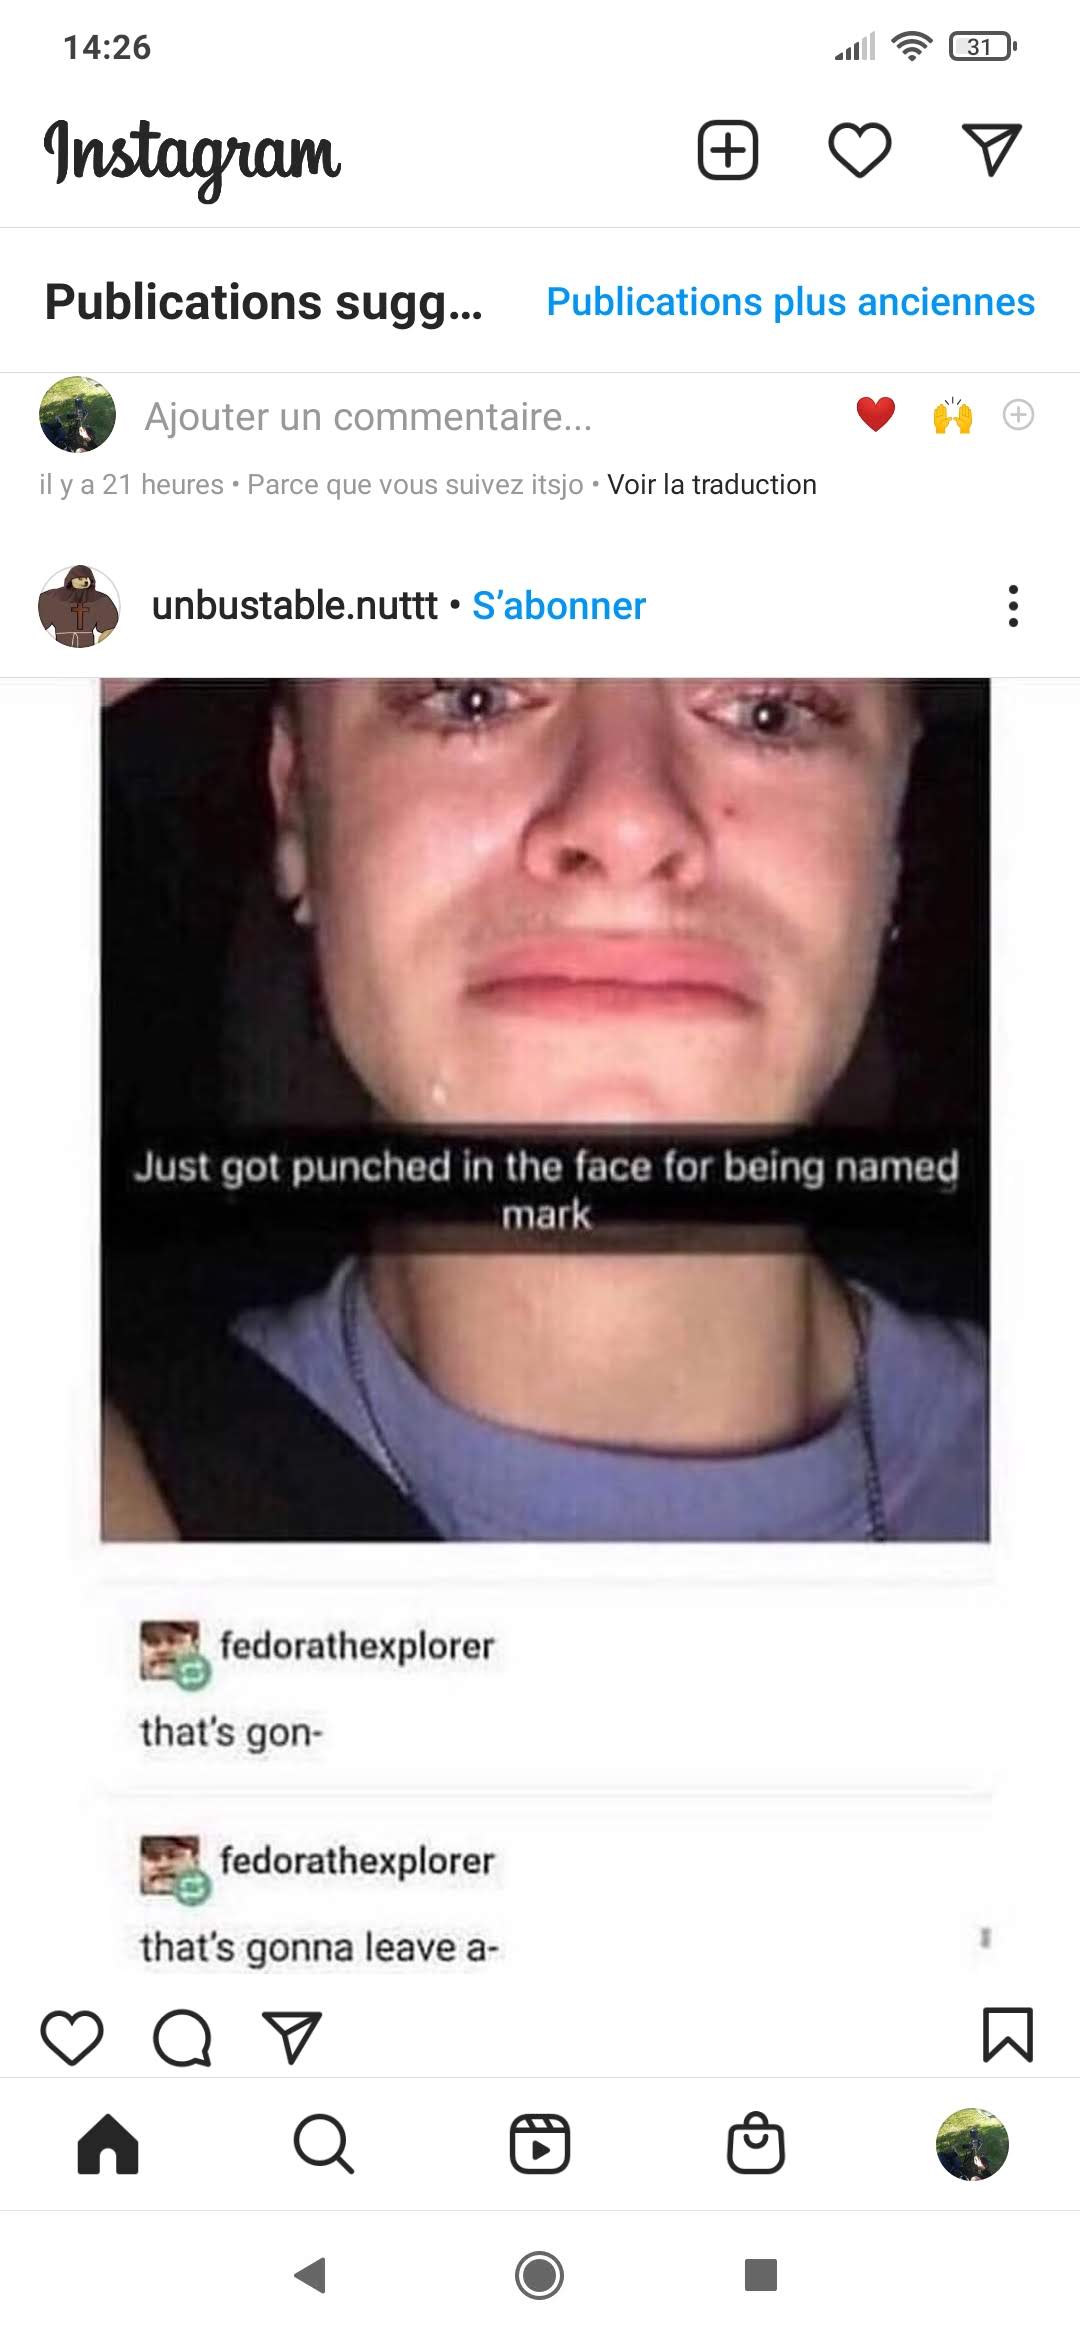 14:26
31
Instagram
Publications sugg...
Publications plus anciennes
Ajouter un commentaire...
il y a 21 heures • Parce que vous suivez itsjo • Voir la traduction
unbustable.nuttt • S'abonner
Just got punched in the face for being named
mark
fedorathexplorer
that's gon-
fedorathexplorer
that's gonna leave a-